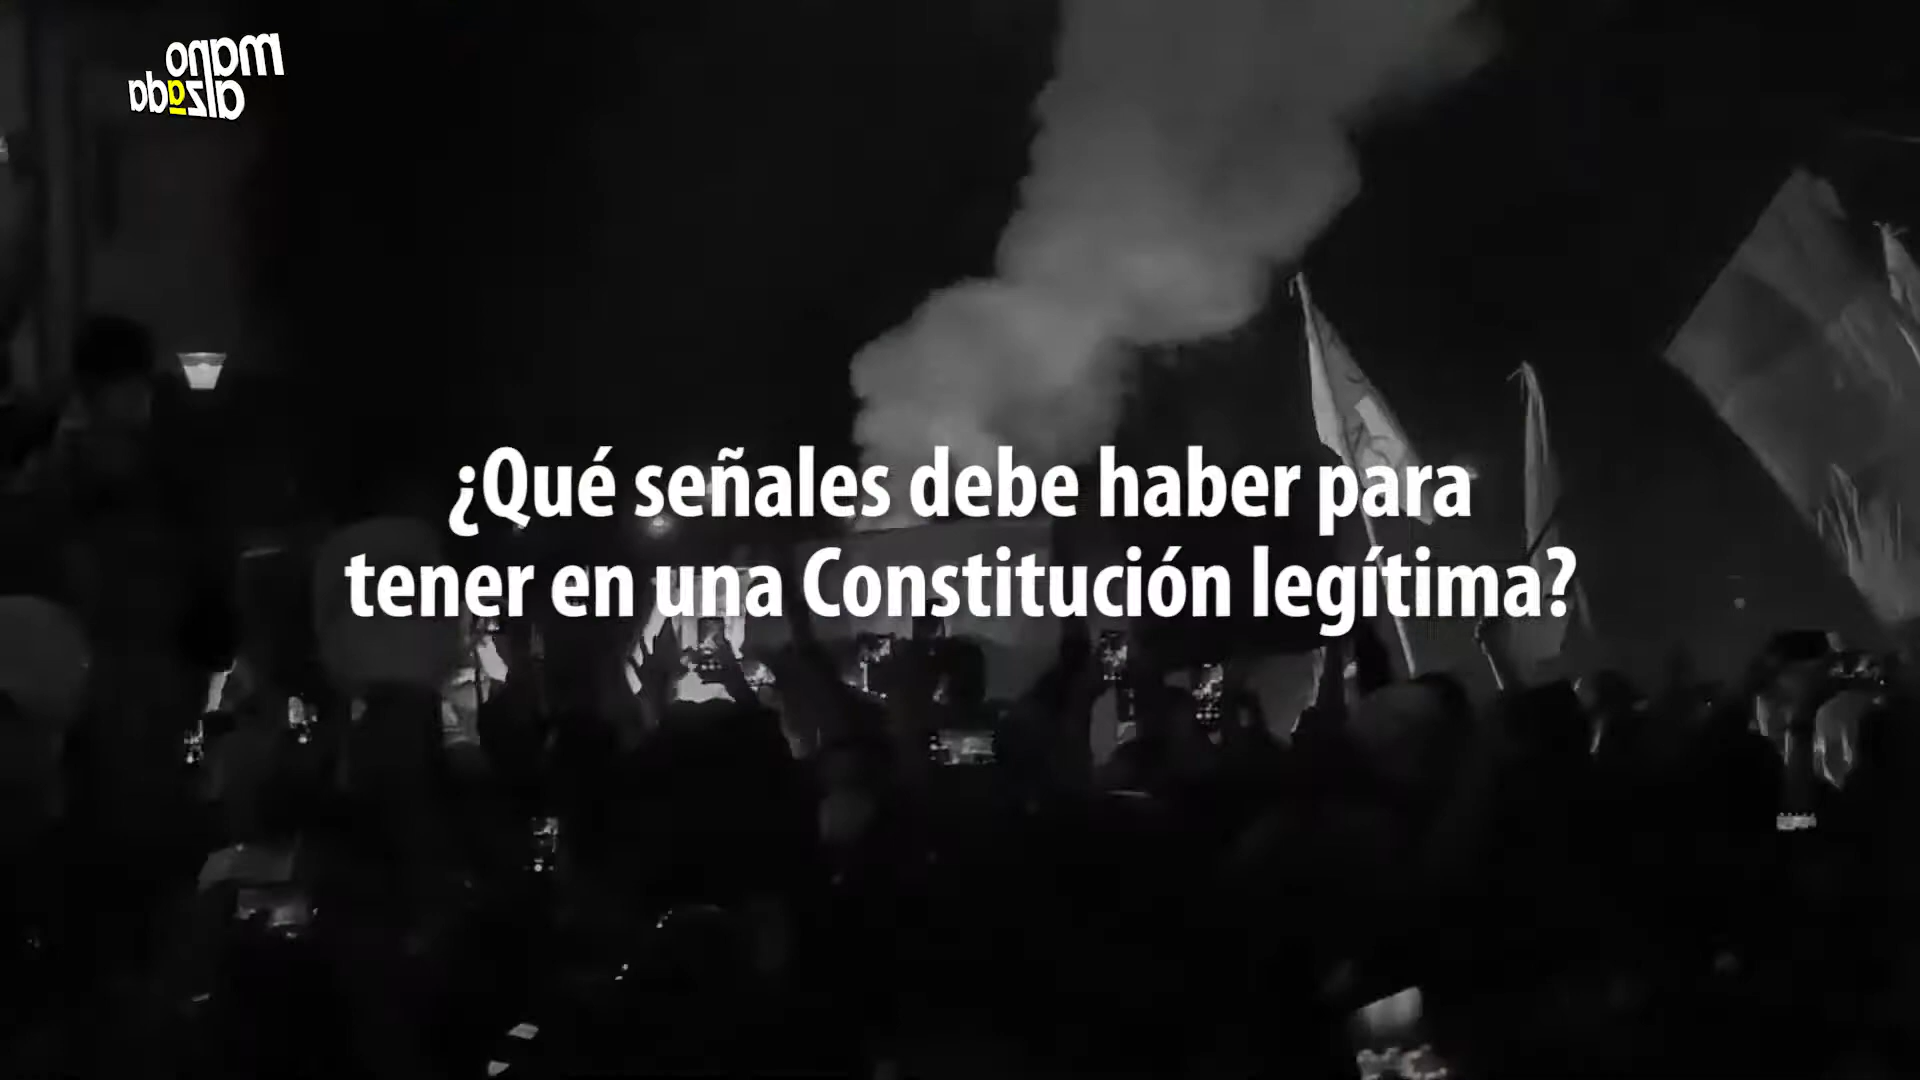 mano
alzada
¿Qué señales debe haber para
tener en una Constitución legítima?